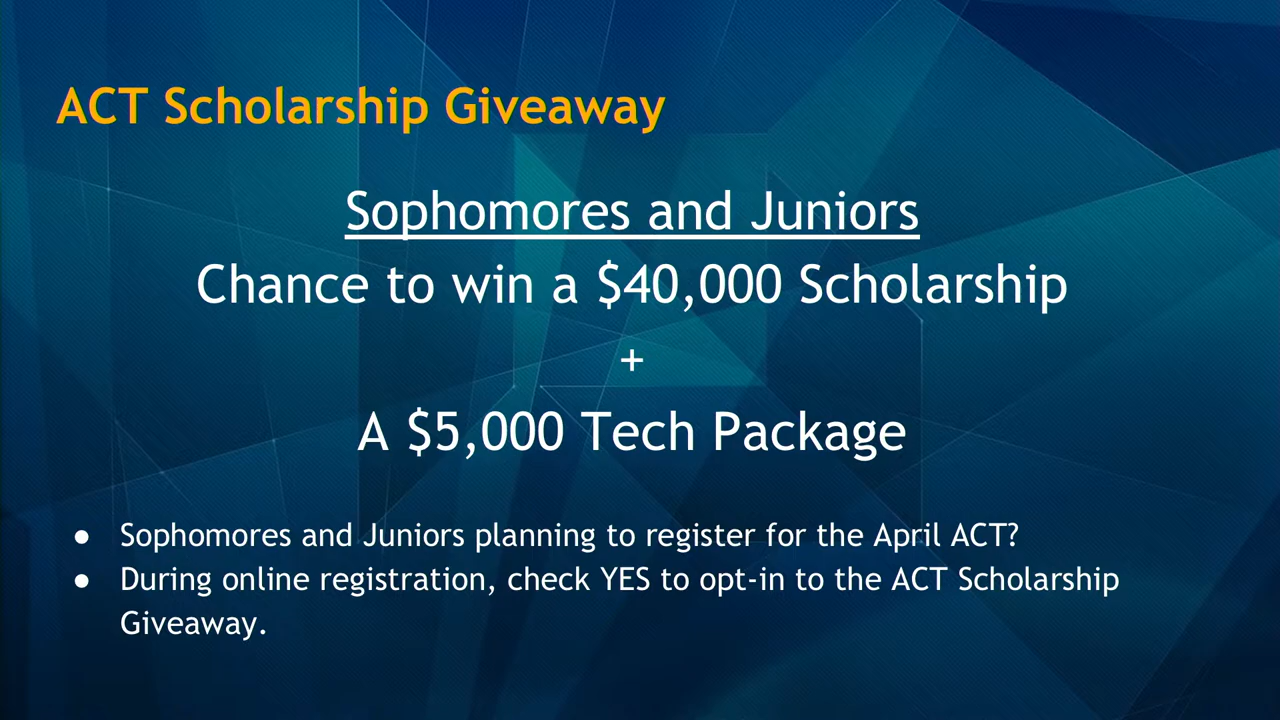 ACT Scholarship Giveaway
Sophomores and Juniors
Chance to win a $40,000 Scholarship
+
A $5,000 Tech Package
● Sophomores and Juniors planning to register for the April ACT?
● During online registration, check YES to opt-in to the ACT Scholarship
Giveaway.